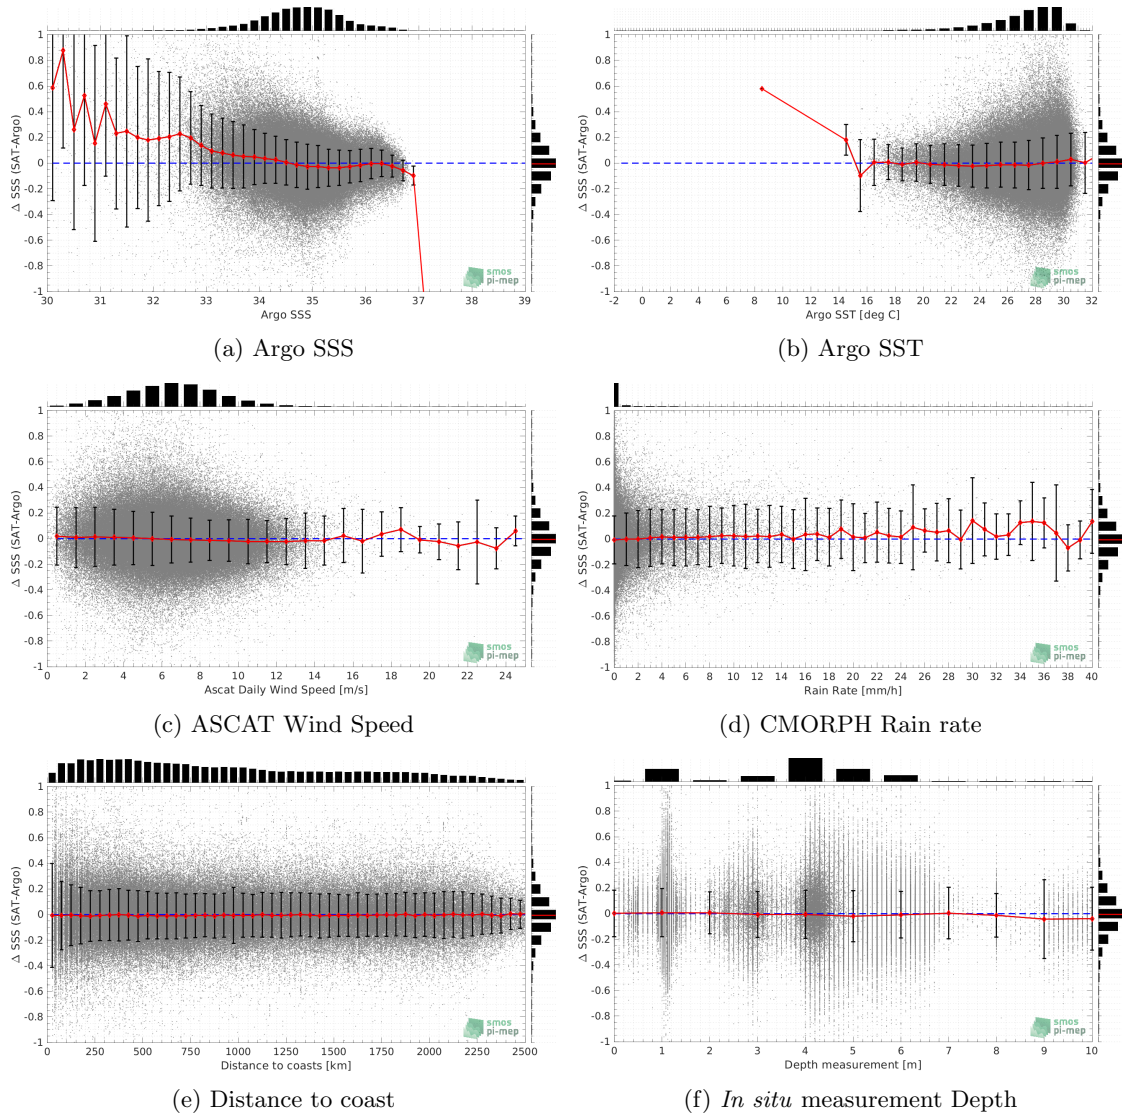 1
0.8
0.6
0.4
0.2
0
-0.2
-0.4
-0.6
-0.8
-1
Δ SSS (SAT-Argo)
30 31 32 33 34 35 36 37 38 39
Argo SSS
smos
pi-mep
(a) Argo SSS
1
0.8
0.6
0.4
0.2
0
-0.2
-0.4
-0.6
-0.8
-1
Δ SSS (SAT-Argo)
-2 0 2 4 6 8 10 12 14 16 18 20 22 24 26 28 30 32
Argo SST [deg C]
smos
pi-mep
(b) Argo SST
1
0.8
0.6
0.4
0.2
0
-0.2
-0.4
-0.6
-0.8
-1
Δ SSS (SAT-Argo)
0 2 4 6 8 10 12 14 16 18 20 22 24
Ascat Daily Wind Speed [m/s]
smos
pi-mep
(c) ASCAT Wind Speed
1
0.8
0.6
0.4
0.2
0
-0.2
-0.4
-0.6
-0.8
-1
Δ SSS (SAT-Argo)
0 2 4 6 8 10 12 14 16 18 20 22 24 26 28 30 32 34 36 38 40
Rain Rate [mm/h]
smos
pi-mep
(d) CMORPH Rain rate
1
0.8
0.6
0.4
0.2
0
-0.2
-0.4
-0.6
-0.8
-1
Δ SSS (SAT-Argo)
0 250 500 750 1000 1250 1500 1750 2000 2250 2500
Distance to coasts [km]
smos
pi-mep
(e) Distance to coast
1
0.8
0.6
0.4
0.2
0
-0.2
-0.4
-0.6
-0.8
-1
Δ SSS (SAT-Argo)
0 1 2 3 4 5 6 7 8 9 10
Depth measurement [m]
smos
pi-mep
(f) In situ measurement Depth